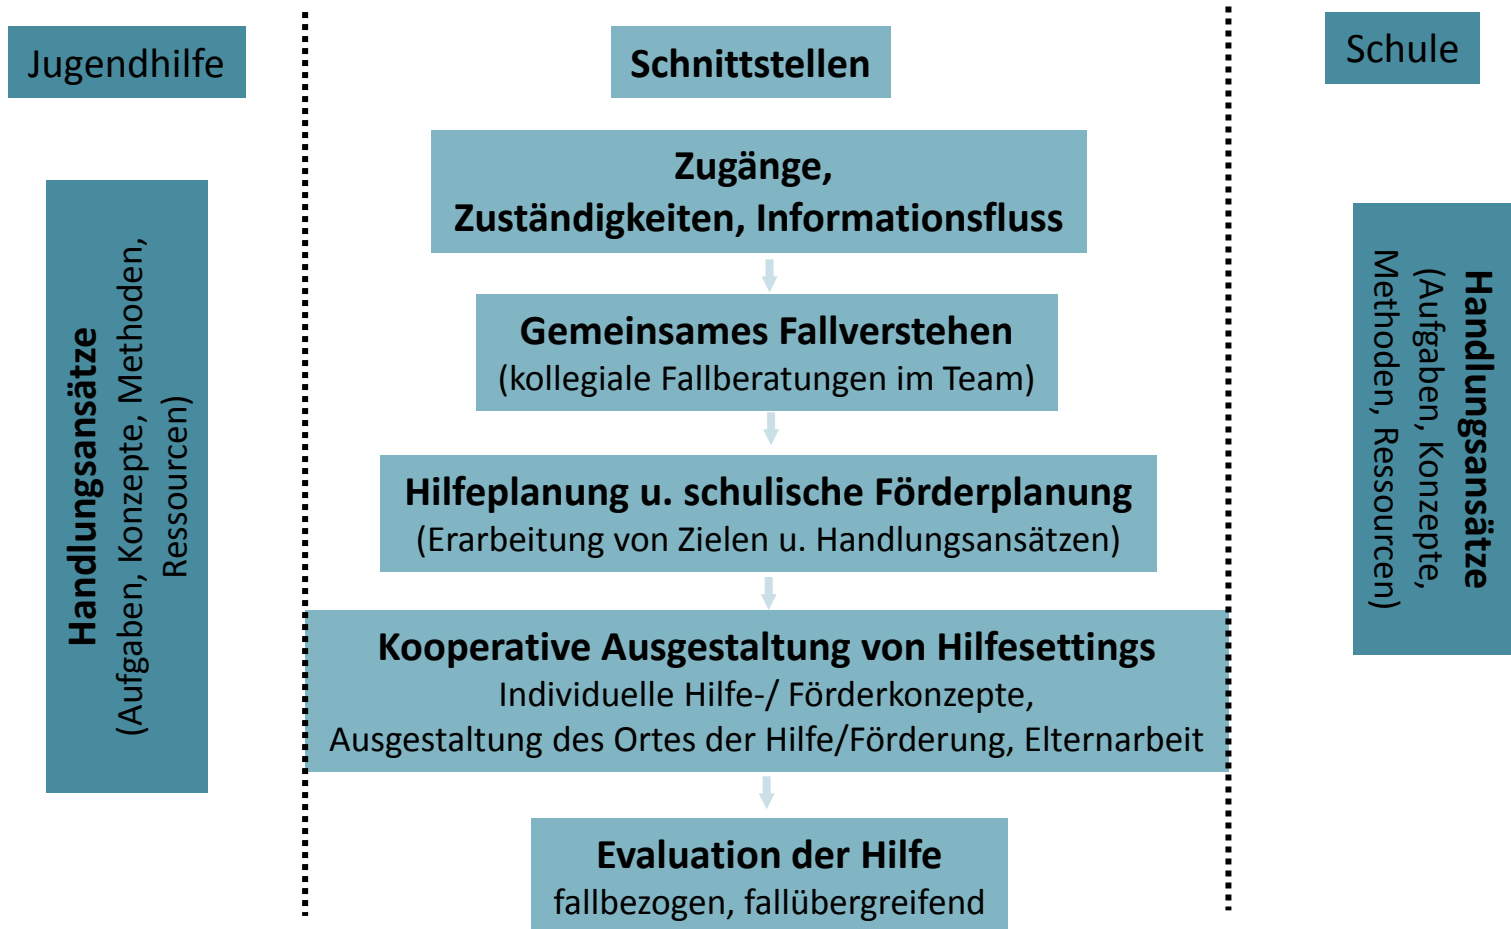 Jugendhilfe
Schnittstellen
Schule
Handlungsansätze
(Aufgaben, Konzepte, Methoden,
Ressourcen)
Zugänge,
Zuständigkeiten, Informationsfluss
Gemeinsames Fallverstehen
(kollegiale Fallberatungen im Team)
Hilfeplanung u. schulische Förderplanung
(Erarbeitung von Zielen u. Handlungsansätzen)
Kooperative Ausgestaltung von Hilfesettings
Individuelle Hilfe-/ Förderkonzepte,
Ausgestaltung des Ortes der Hilfe/Förderung, Elternarbeit
Evaluation der Hilfe
fallbezogen, fallübergreifend
Handlungsansätze
(Aufgaben, Konzepte,
Methoden, Ressourcen)